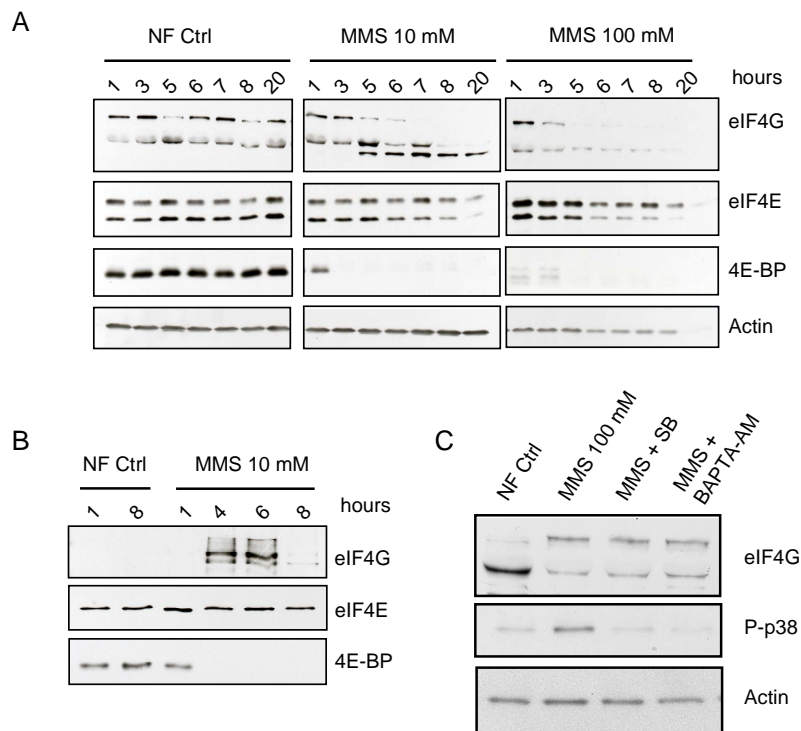 A
NF Ctrl MMS 10 mM MMS 100 mM
1 3 5 6 7 8 20 1 3 5 6 7 8 20 1 3 5 6 7 8 20 hours
eIF4G
eIF4E
4E-BP
Actin
B
NF Ctrl MMS 10 mM
1 8 1 4 6 8 hours
eIF4G
eIF4E
4E-BP
C
NF Ctrl
MMS 100 mM
MMS + SB
MMS +
BAPTA-AM
eIF4G
P-p38
Actin